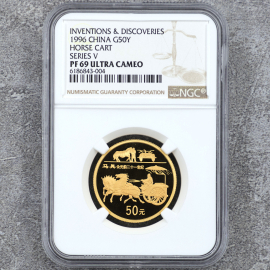 INVENTIONS & DISCOVERIES
1996 CHINA G50Y
HORSE CART
SERIES V
PF 69 ULTRA CAMEO
6186843-004
NUMISMATIC GUARANTY CORPORATION
NGC
50元